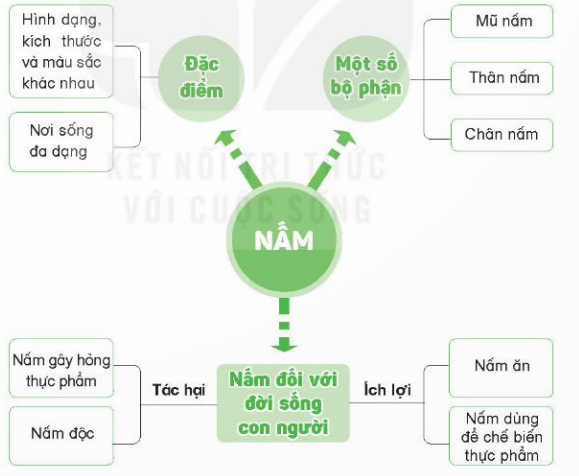 Hình dạng,
kích thước
và màu sắc
khác nhau
Nơi sống
đa dạng
Đặc
điểm
Một số
bộ phận
Mũ nấm
Thân nấm
Chân nấm
KẾT NỐI TRI THỨC
VỚI CUỘC SỐNG
NẤM
Nấm gây hỏng
thực phẩm
Nấm độc
Tác hại
Nấm đối với
đời sống
con người
Ích lợi
Nấm ăn
Nấm dùng
để chế biến
thực phẩm